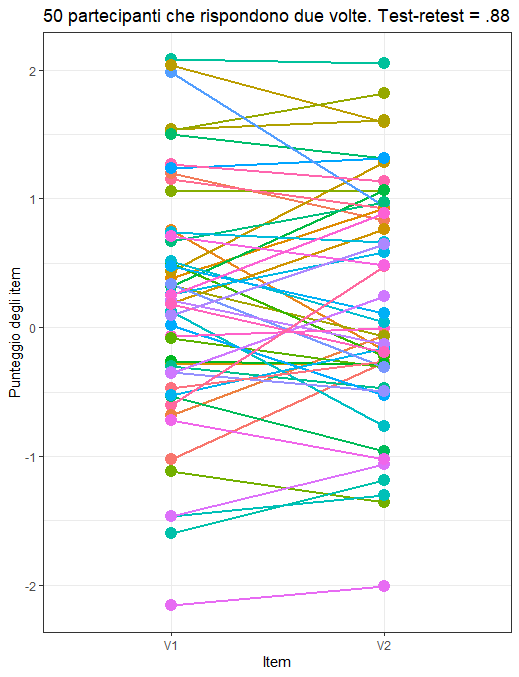 50 partecipanti che rispondono due volte. Test-retest = .88
Punteggio degli item
2
1
0
-1
-2
V1 V2
Item